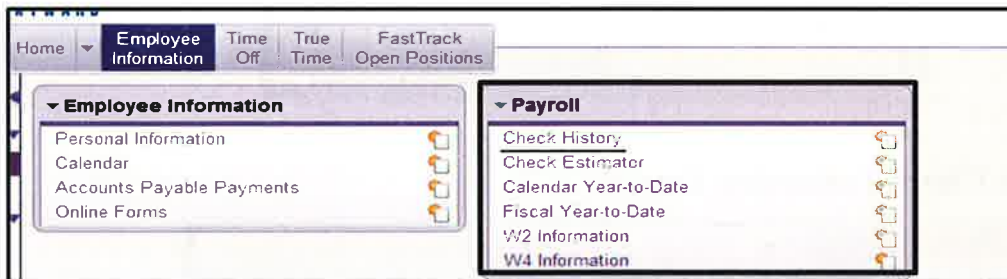 Home
Employee Information
Time Off
True Time
FastTrack Open Positions
Employee Information
Personal Information
Calendar
Accounts Payable Payments
Online Forms
Payroll
Check History
Check Estimator
Calendar Year-to-Date
Fiscal Year-to-Date
W2 Information
W4 Information